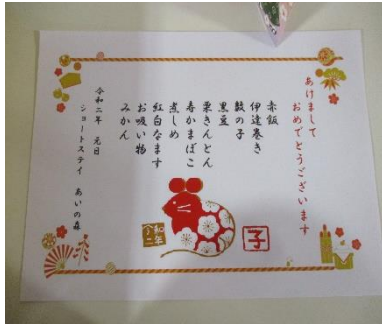 あけまして
おめでとうございます
赤飯
伊達巻き
数の子
黒豆
栗きんとん
寿かまぼこ
煮しめ
紅白なます
お吸い物
みかん
令和二年 元日
ショートステイ あいの森
令和
二年
子